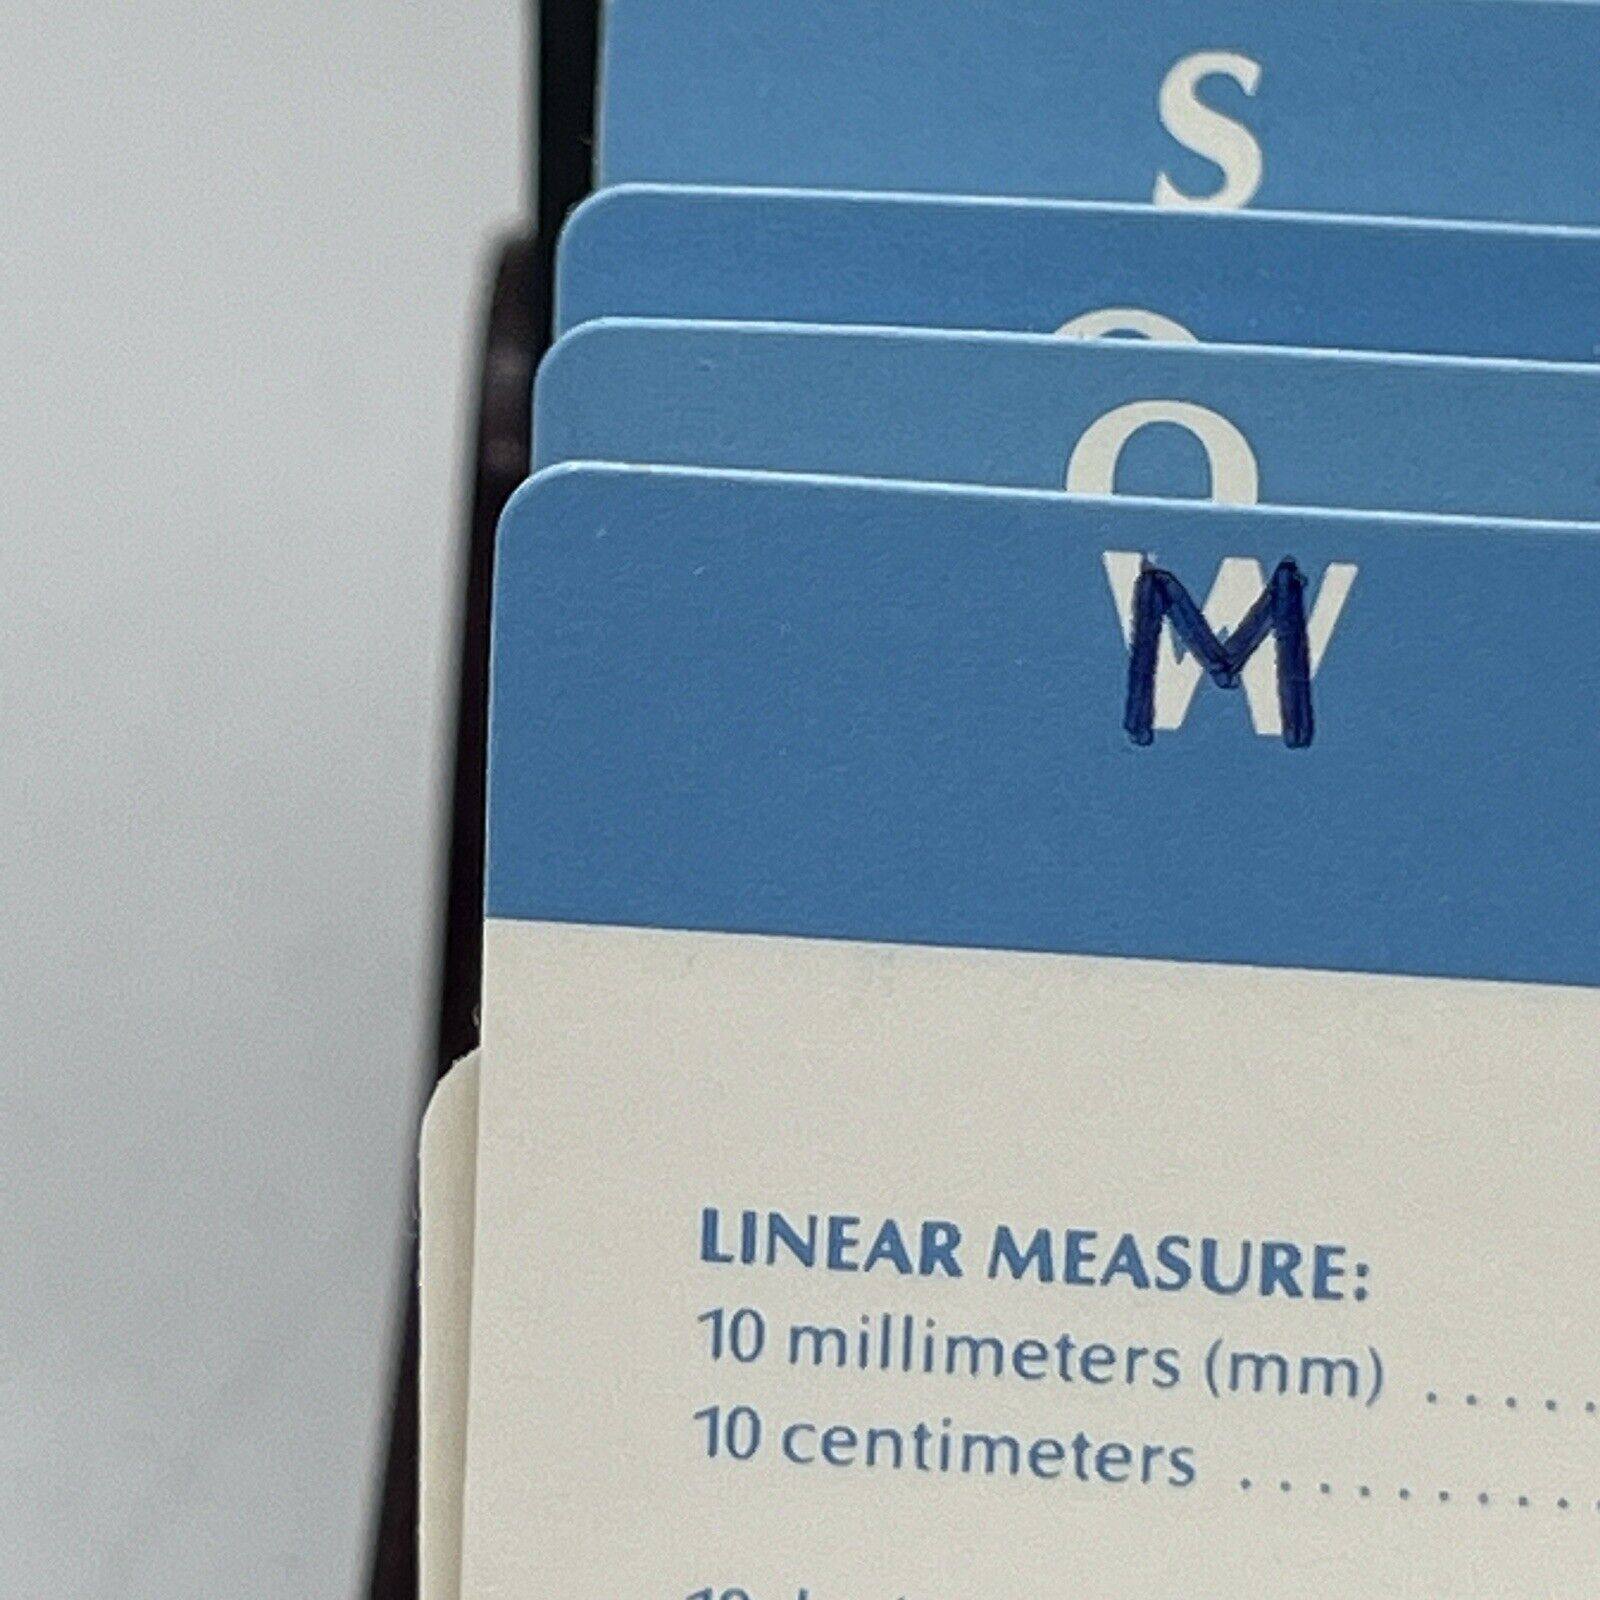 S
O
W
M
LINEAR MEASURE:
10 millimeters (mm) .....
10 centimeters .........